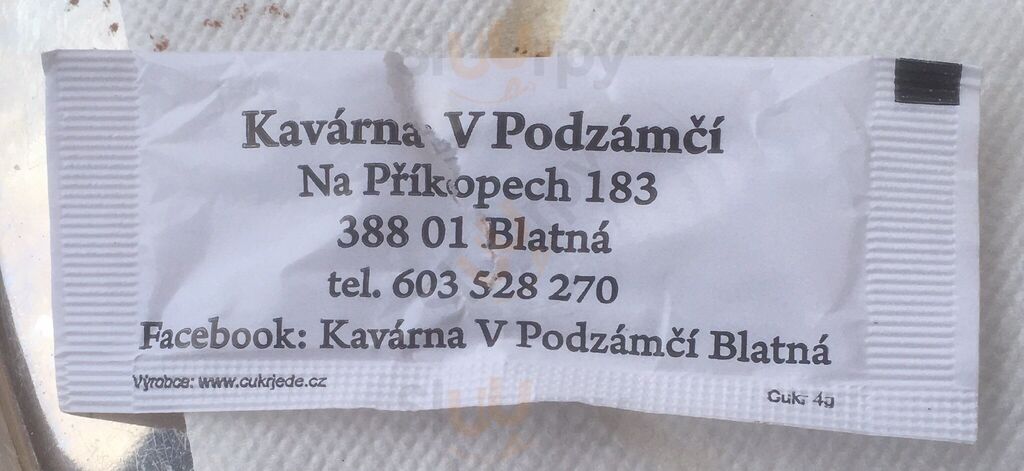 Kavárna V Podzámčí
Na Příkopech 183
388 01 Blatná
tel. 603 528 270
Facebook: Kavárna V Podzámčí Blatná
Výrobce: www.cukrjede.cz
Cukr 4g